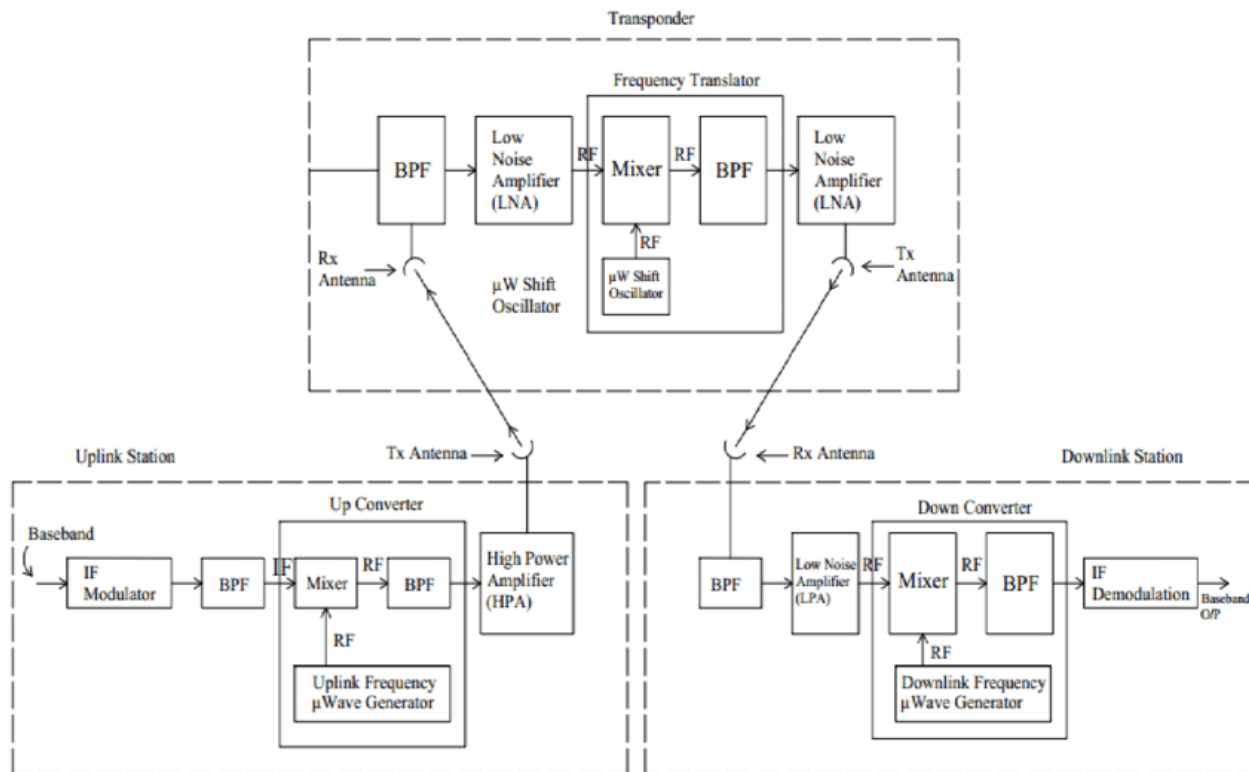 Transponder
Frequency Translator
BPF
Low
Noise
Amplifier
(LNA)
RF
Mixer
RF
BPF
Low
Noise
Amplifier
(LNA)
RF
Rx
Antenna
µW Shift
Oscillator
µW Shift
Oscillator
Tx
Antenna
Uplink Station
Tx Antenna
Rx Antenna
Downlink Station
Up Converter
Baseband
IF
Modulator
BPF
IF
Mixer
RF
BPF
High Power
Amplifier
(HPA)
RF
Uplink Frequency
µWave Generator
Down Converter
BPF
Low Noise
Amplifier
(LPA)
RF
Mixer
RF
BPF
IF
Demodulation
Baseband
O/P
RF
Downlink Frequency
µWave Generator